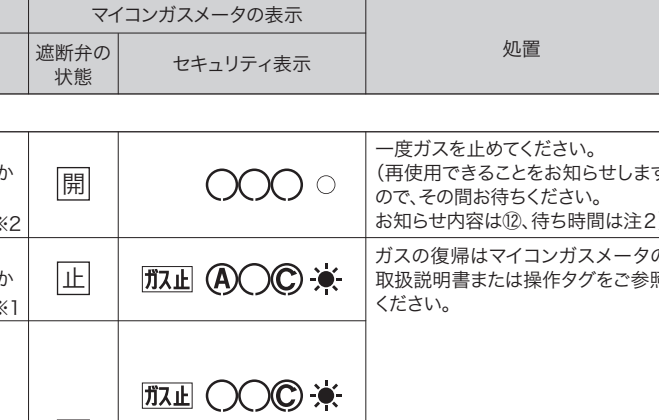 マイコンガスメータの表示
遮断弁の
状態
セキュリティ表示
処置
か
※2
開
○○○ ○
一度ガスを止めてください。
(再使用できることをお知らせします
ので、その間お待ちください。
お知らせ内容は⑫、待ち時間は注2
か
※1
止
ガス止 Ⓐ○Ⓒ
ガスの復帰はマイコンガスメータの
取扱説明書または操作タグをご参照
ください。
ガス止 ○○Ⓒ